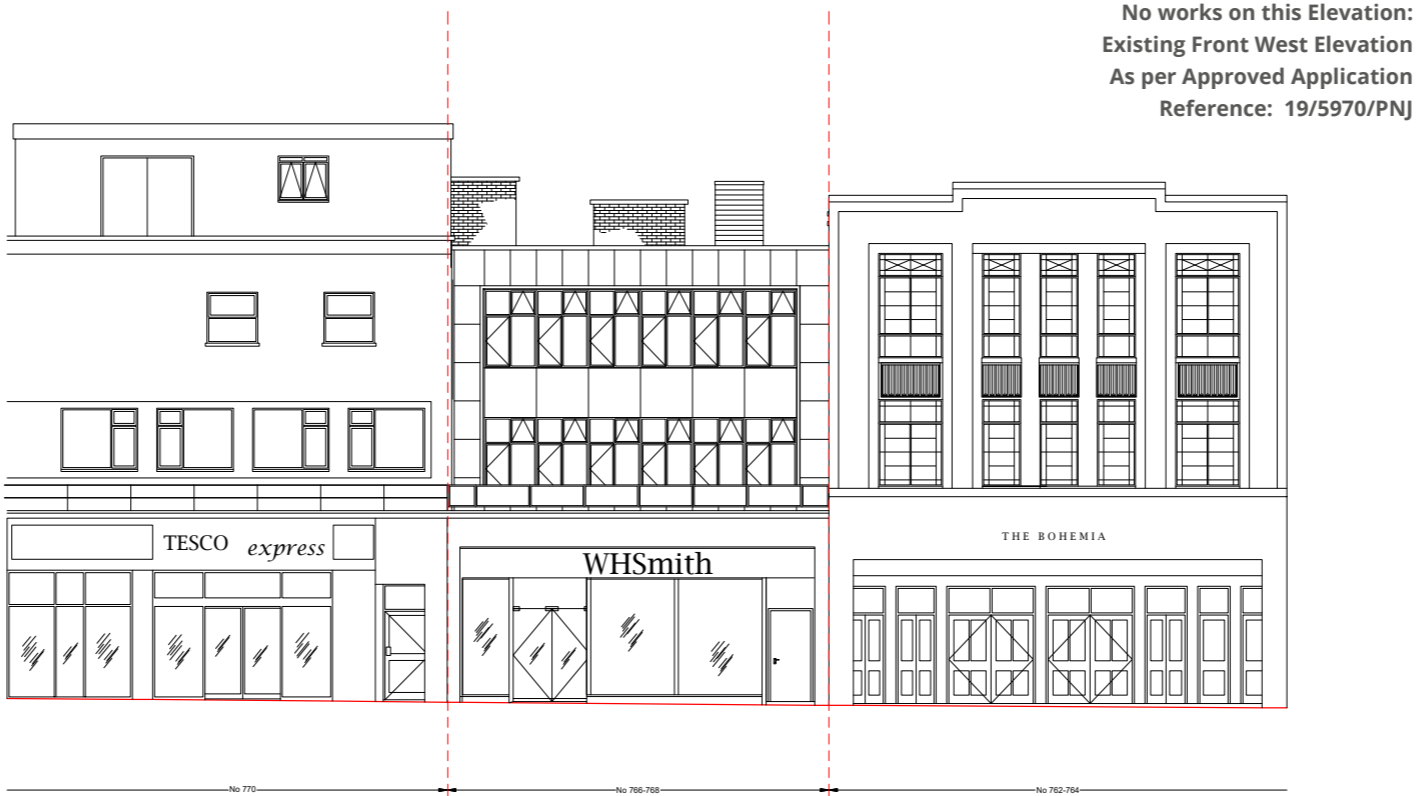 No works on this Elevation:
Existing Front West Elevation
As per Approved Application
Reference: 19/5970/PNJ
TESCO express
WHSmith
THE BOHEMIA
No 770
No 766-768
No 762-764